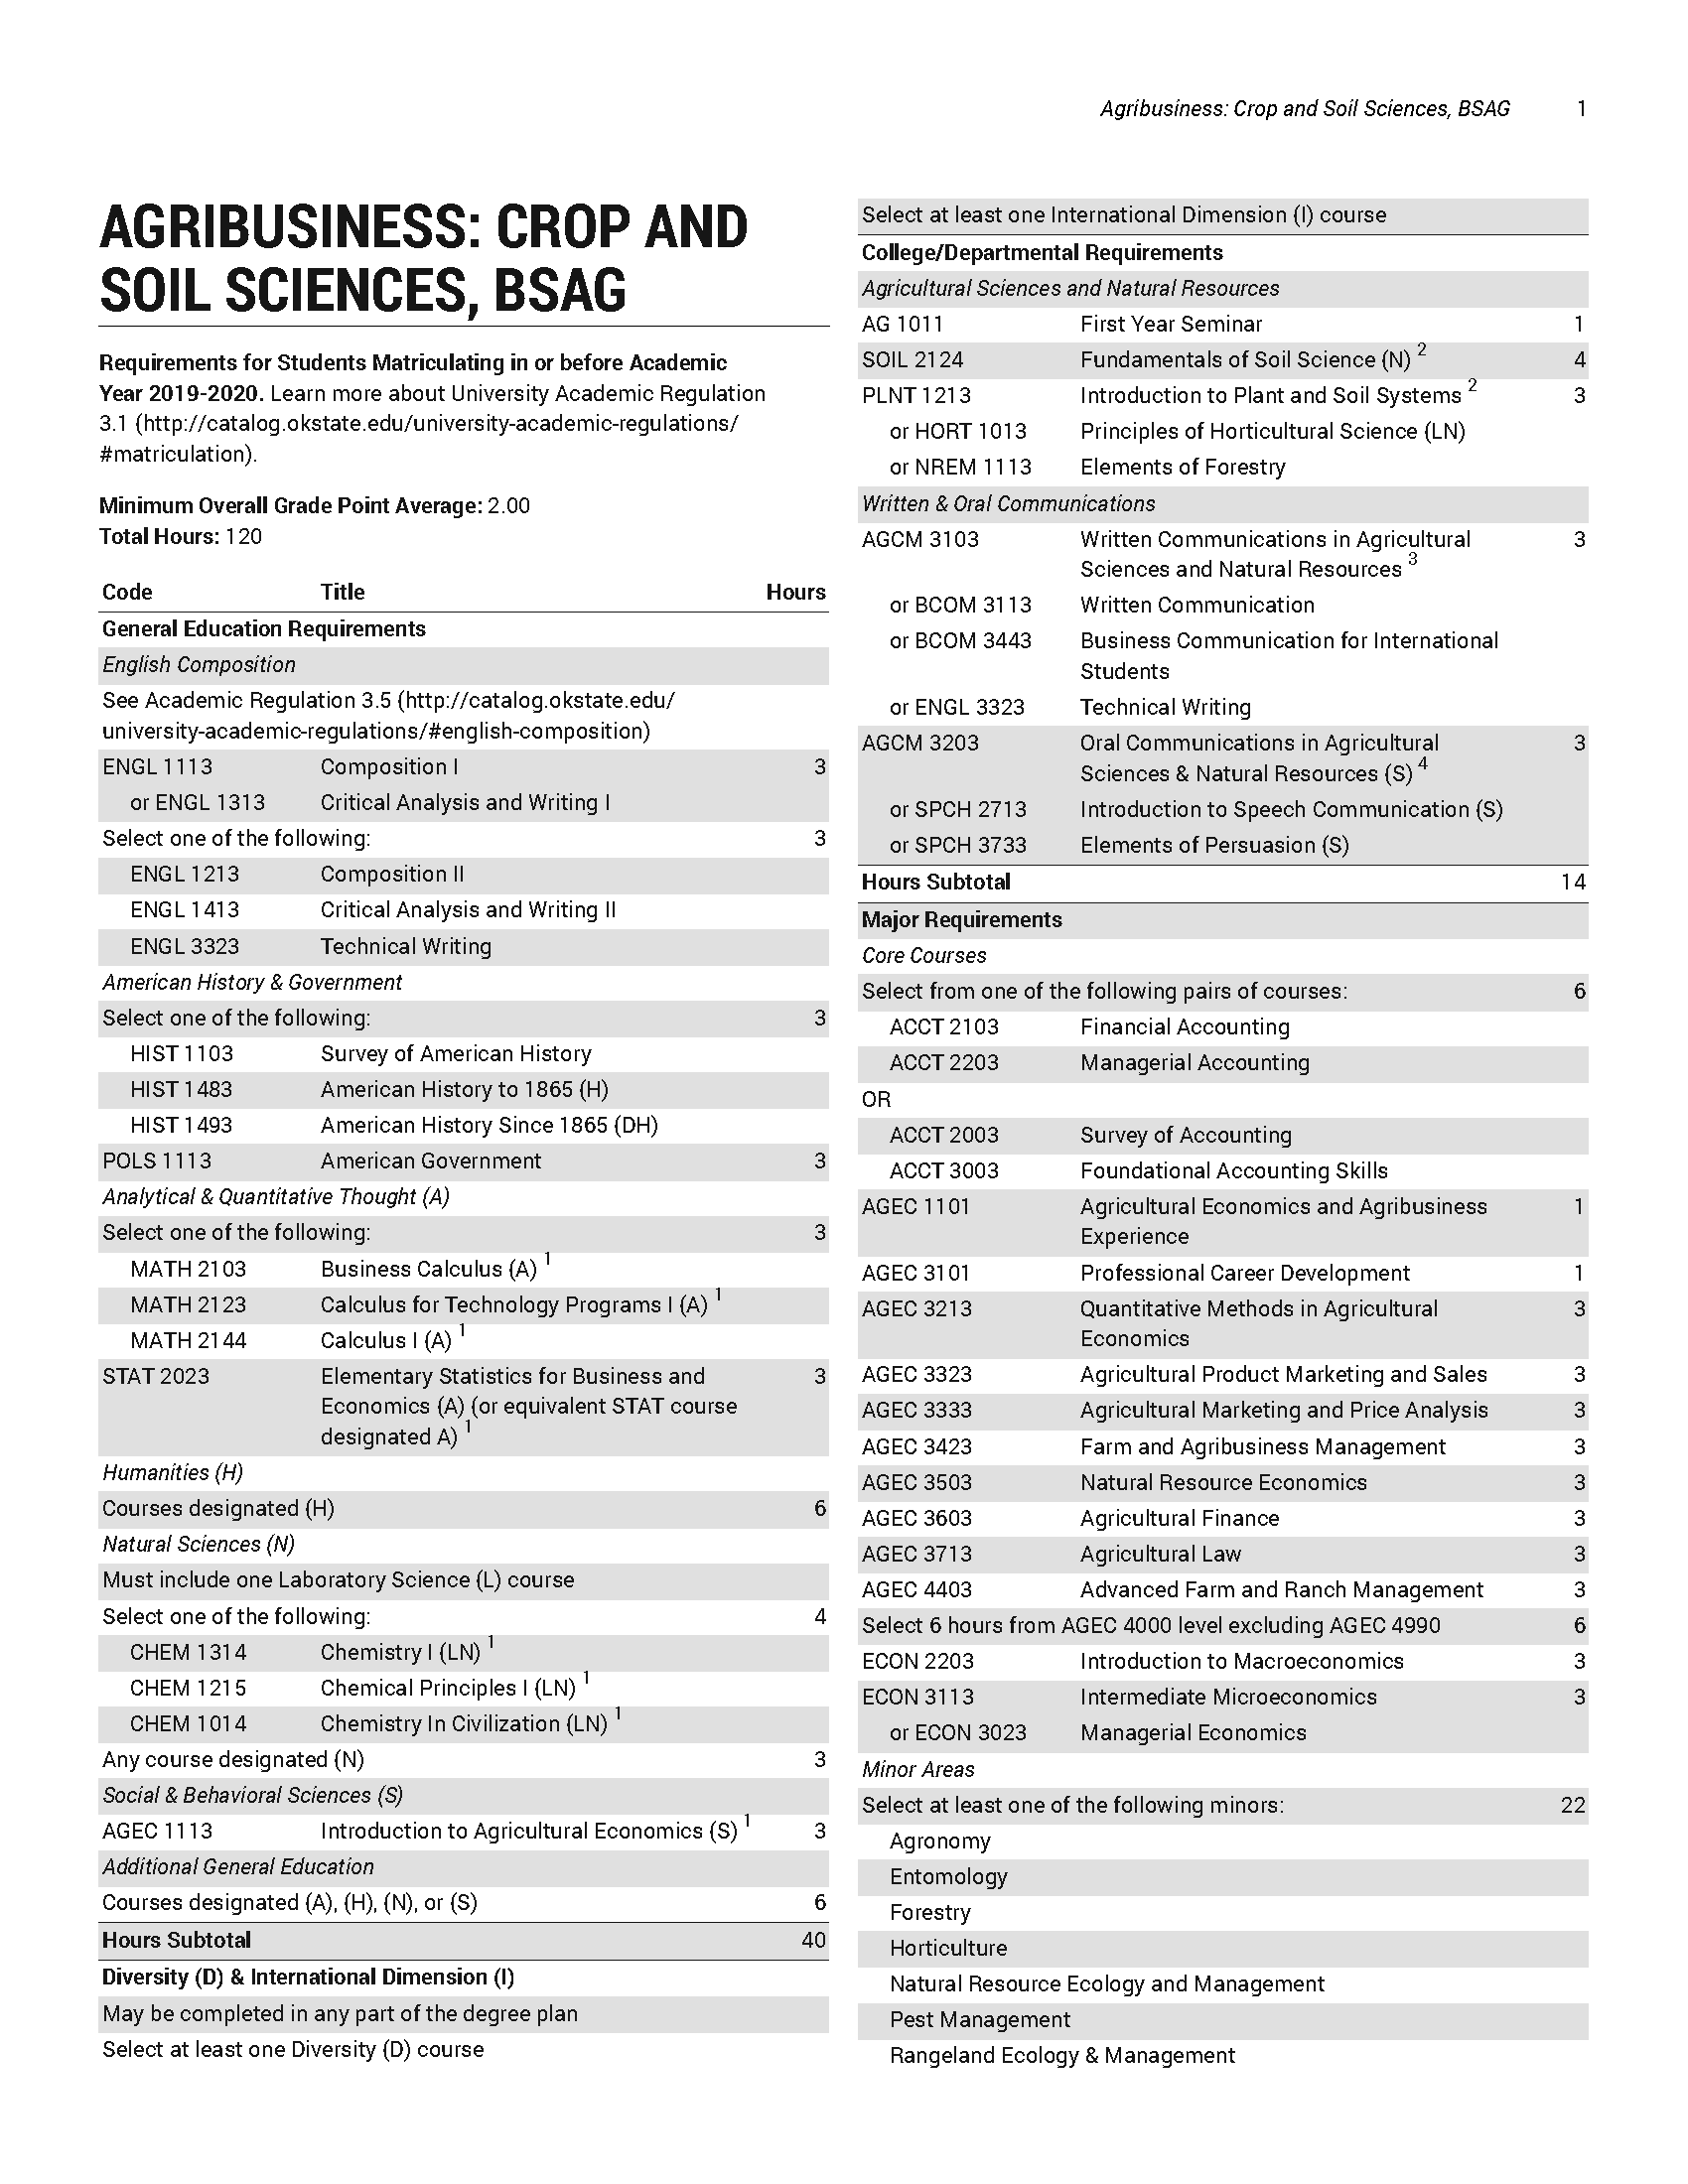 Agribusiness: Crop and Soil Sciences, BSAG 1
AGRIBUSINESS: CROP AND
SOIL SCIENCES, BSAG
Requirements for Students Matriculating in or before Academic
Year 2019-2020. Learn more about University Academic Regulation
3.1 (http://catalog.okstate.edu/university-academic-regulations/
#matriculation).
Minimum Overall Grade Point Average: 2.00
Total Hours: 120
Code Title Hours
General Education Requirements
English Composition
See Academic Regulation 3.5 (http://catalog.okstate.edu/
university-academic-regulations/#english-composition)
ENGL 1113 Composition I 3
or ENGL 1313 Critical Analysis and Writing I
Select one of the following: 3
ENGL 1213 Composition II
ENGL 1413 Critical Analysis and Writing II
ENGL 3323 Technical Writing
American History & Government
Select one of the following: 3
HIST 1103 Survey of American History
HIST 1483 American History to 1865 (H)
HIST 1493 American History Since 1865 (DH)
POLS 1113 American Government 3
Analytical & Quantitative Thought (A)
Select one of the following: 3
MATH 2103 Business Calculus (A) 1
MATH 2123 Calculus for Technology Programs I (A) 1
MATH 2144 Calculus I (A) 1
STAT 2023 Elementary Statistics for Business and 3
Economics (A) (or equivalent STAT course
designated A) 1
Humanities (H)
Courses designated (H) 6
Natural Sciences (N)
Must include one Laboratory Science (L) course
Select one of the following: 4
CHEM 1314 Chemistry I (LN) 1
CHEM 1215 Chemical Principles I (LN) 1
CHEM 1014 Chemistry In Civilization (LN) 1
Any course designated (N) 3
Social & Behavioral Sciences (S)
AGEC 1113 Introduction to Agricultural Economics (S) 1 3
Additional General Education
Courses designated (A), (H), (N), or (S) 6
Hours Subtotal 40
Diversity (D) & International Dimension (I)
May be completed in any part of the degree plan
Select at least one Diversity (D) course
Select at least one International Dimension (I) course
College/Departmental Requirements
Agricultural Sciences and Natural Resources
AG 1011 First Year Seminar 1
SOIL 2124 Fundamentals of Soil Science (N) 2 4
PLNT 1213 Introduction to Plant and Soil Systems 2 3
or HORT 1013 Principles of Horticultural Science (LN)
or NREM 1113 Elements of Forestry
Written & Oral Communications
AGCM 3103 Written Communications in Agricultural 3
Sciences and Natural Resources 3
or BCOM 3113 Written Communication
or BCOM 3443 Business Communication for International
Students
or ENGL 3323 Technical Writing
AGCM 3203 Oral Communications in Agricultural 3
Sciences & Natural Resources (S) 4
or SPCH 2713 Introduction to Speech Communication (S)
or SPCH 3733 Elements of Persuasion (S)
Hours Subtotal 14
Major Requirements
Core Courses
Select from one of the following pairs of courses: 6
ACCT 2103 Financial Accounting
ACCT 2203 Managerial Accounting
OR
ACCT 2003 Survey of Accounting
ACCT 3003 Foundational Accounting Skills
AGEC 1101 Agricultural Economics and Agribusiness 1
Experience
AGEC 3101 Professional Career Development 1
AGEC 3213 Quantitative Methods in Agricultural 3
Economics
AGEC 3323 Agricultural Product Marketing and Sales 3
AGEC 3333 Agricultural Marketing and Price Analysis 3
AGEC 3423 Farm and Agribusiness Management 3
AGEC 3503 Natural Resource Economics 3
AGEC 3603 Agricultural Finance 3
AGEC 3713 Agricultural Law 3
AGEC 4403 Advanced Farm and Ranch Management 3
Select 6 hours from AGEC 4000 level excluding AGEC 4990 6
ECON 2203 Introduction to Macroeconomics 3
ECON 3113 Intermediate Microeconomics 3
or ECON 3023 Managerial Economics
Minor Areas
Select at least one of the following minors: 22
Agronomy
Entomology
Forestry
Horticulture
Natural Resource Ecology and Management
Pest Management
Rangeland Ecology & Management